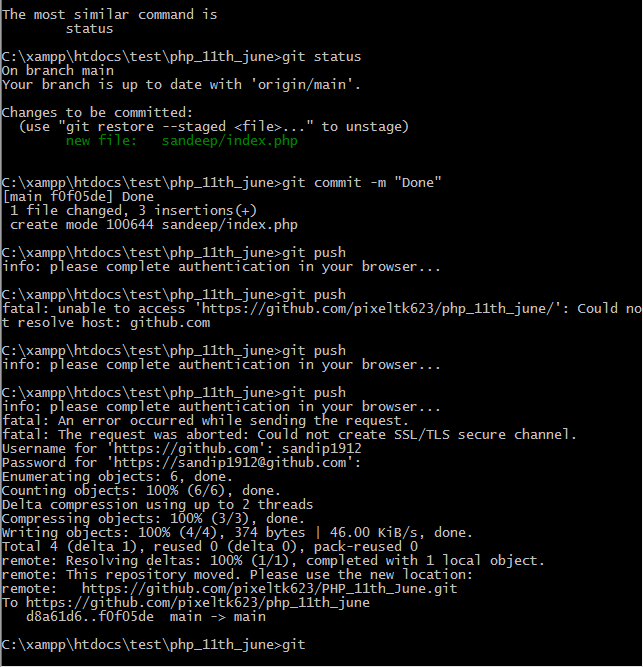 The most similar command is
        status

C:\xampp\htdocs\test\php_11th_june>git status
On branch main
Your branch is up to date with 'origin/main'.

Changes to be committed:
  (use "git restore --staged <file>..." to unstage)
        new file:   sandeep/index.php


C:\xampp\htdocs\test\php_11th_june>git commit -m "Done"
[main f0f05de] Done
 1 file changed, 3 insertions(+)
 create mode 100644 sandeep/index.php

C:\xampp\htdocs\test\php_11th_june>git push
info: please complete authentication in your browser...

C:\xampp\htdocs\test\php_11th_june>git push
fatal: unable to access 'https://github.com/pixeltk623/php_11th_june/': Could no
t resolve host: github.com

C:\xampp\htdocs\test\php_11th_june>git push
info: please complete authentication in your browser...

C:\xampp\htdocs\test\php_11th_june>git push
info: please complete authentication in your browser...
fatal: An error occurred while sending the request.
fatal: The request was aborted: Could not create SSL/TLS secure channel.
Username for 'https://github.com': sandip1912
Password for 'https://sandip1912@github.com':
Enumerating objects: 6, done.
Counting objects: 100% (6/6), done.
Delta compression using up to 2 threads
Compressing objects: 100% (3/3), done.
Writing objects: 100% (4/4), 374 bytes | 46.00 KiB/s, done.
Total 4 (delta 1), reused 0 (delta 0), pack-reused 0
remote: Resolving deltas: 100% (1/1), completed with 1 local object.
remote: This repository moved. Please use the new location:
remote:   https://github.com/pixeltk623/PHP_11th_June.git
To https://github.com/pixeltk623/php_11th_june
   d8a61d6..f0f05de  main -> main

C:\xampp\htdocs\test\php_11th_june>git